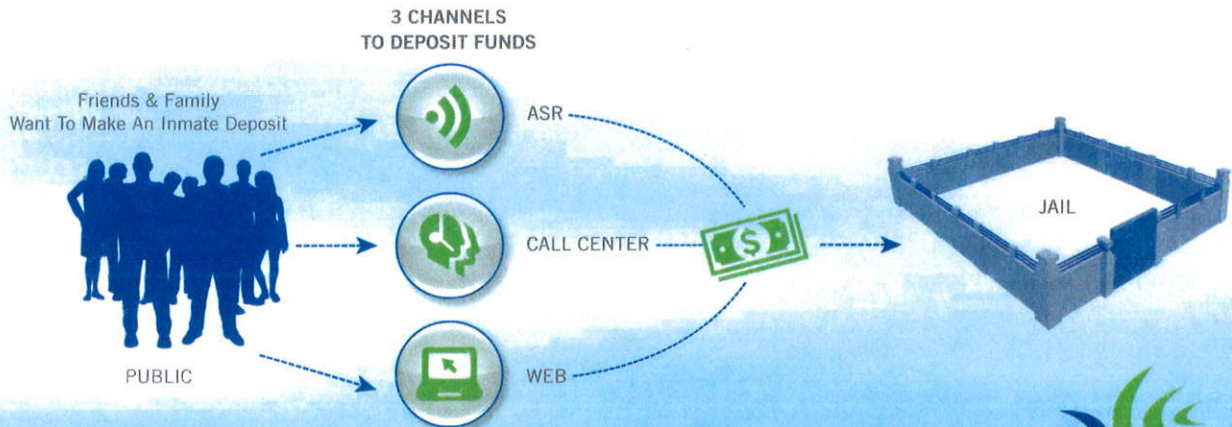 3 CHANNELS
TO DEPOSIT FUNDS
Friends & Family
Want To Make An Inmate Deposit
ASR
CALL CENTER
$
JAIL
PUBLIC
WEB